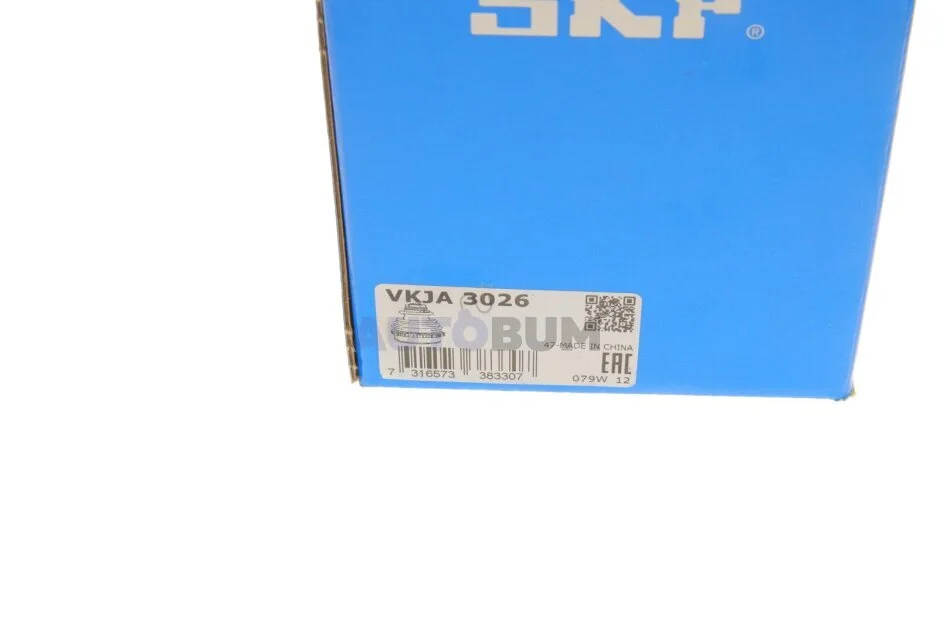 SKF®
VKJA 3026
AUTOBUM
47-MADE IN CHINA
EAC
7 316573 383307
079W 12